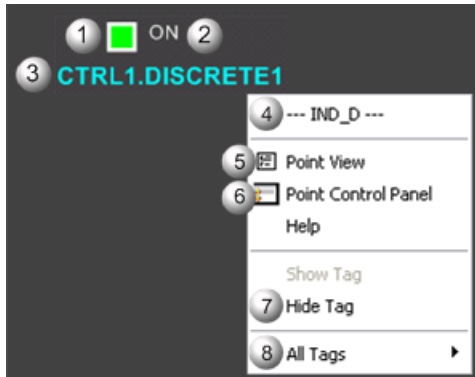 1 ON 2
3 CTRL1.DISCRETE1
4 --- IND_D ---
5 Point View
6 Point Control Panel
Help
Show Tag
7 Hide Tag
8 All Tags